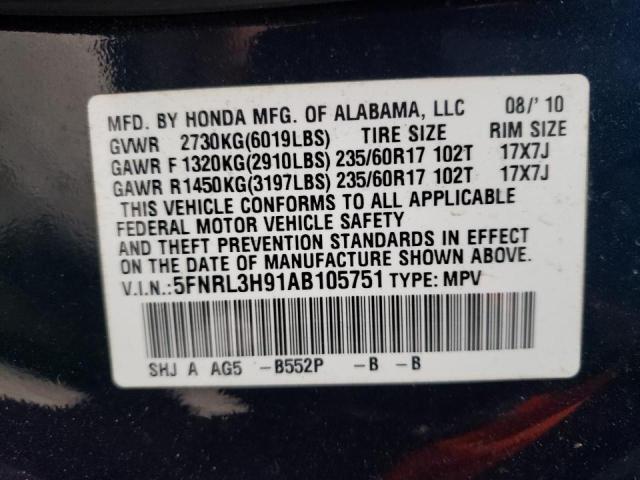 MFD. BY HONDA MFG. OF ALABAMA, LLC 08/' 10
GVWR 2730KG(6019LBS) TIRE SIZE RIM SIZE
GAWR F 1320KG(2910LBS) 235/60R17 102T 17X7J
GAWR R1450KG(3197LBS) 235/60R17 102T 17X7J
THIS VEHICLE CONFORMS TO ALL APPLICABLE
FEDERAL MOTOR VEHICLE SAFETY
AND THEFT PREVENTION STANDARDS IN EFFECT
ON THE DATE OF MANUFACTURE SHOWN ABOVE.
V.I.N.:5FNRL3H91AB105751 TYPE: MPV
SHJ A AG5 -B552P -B -B